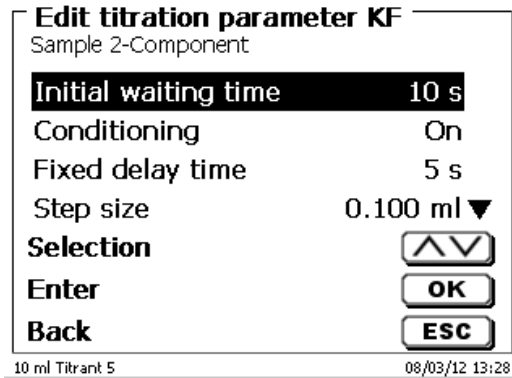 Edit titration parameter KF
Sample 2-Component
Initial waiting time 10 s
Conditioning On
Fixed delay time 5 s
Step size 0.100 ml ▼
Selection
Enter OK
Back ESC
10 ml Titrant 5 08/03/12 13:28